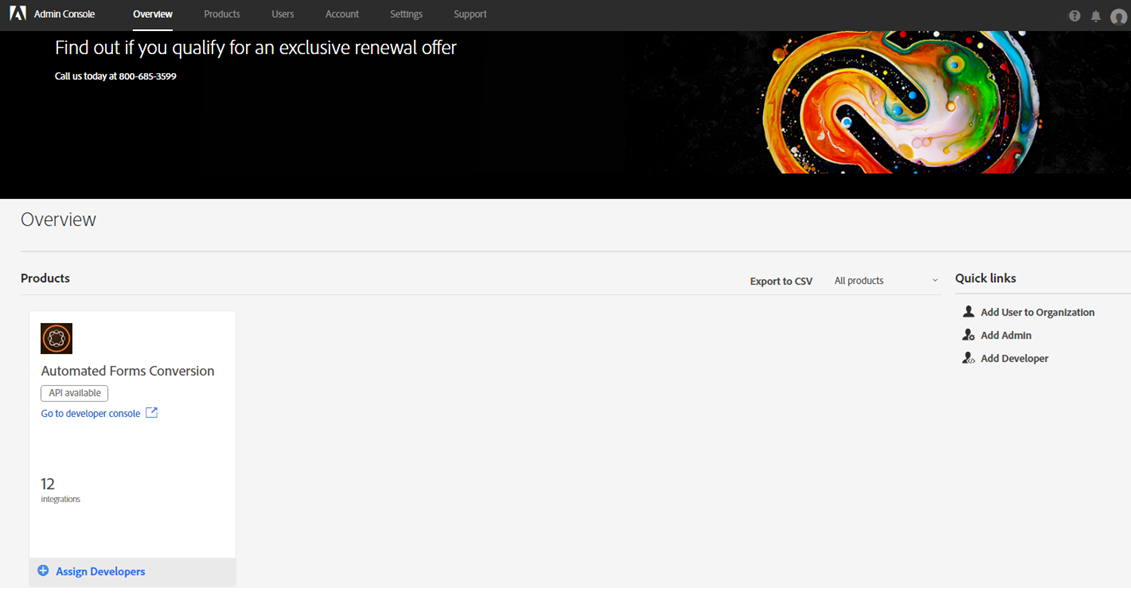 Admin Console
Overview
Products
Users
Account
Settings
Support
Find out if you qualify for an exclusive renewal offer
Call us today at 800-685-3599
Overview
Products
Export to CSV
All products
Quick links
Add User to Organization
Add Admin
Add Developer
Automated Forms Conversion
API available
Go to developer console
12
integrations
Assign Developers